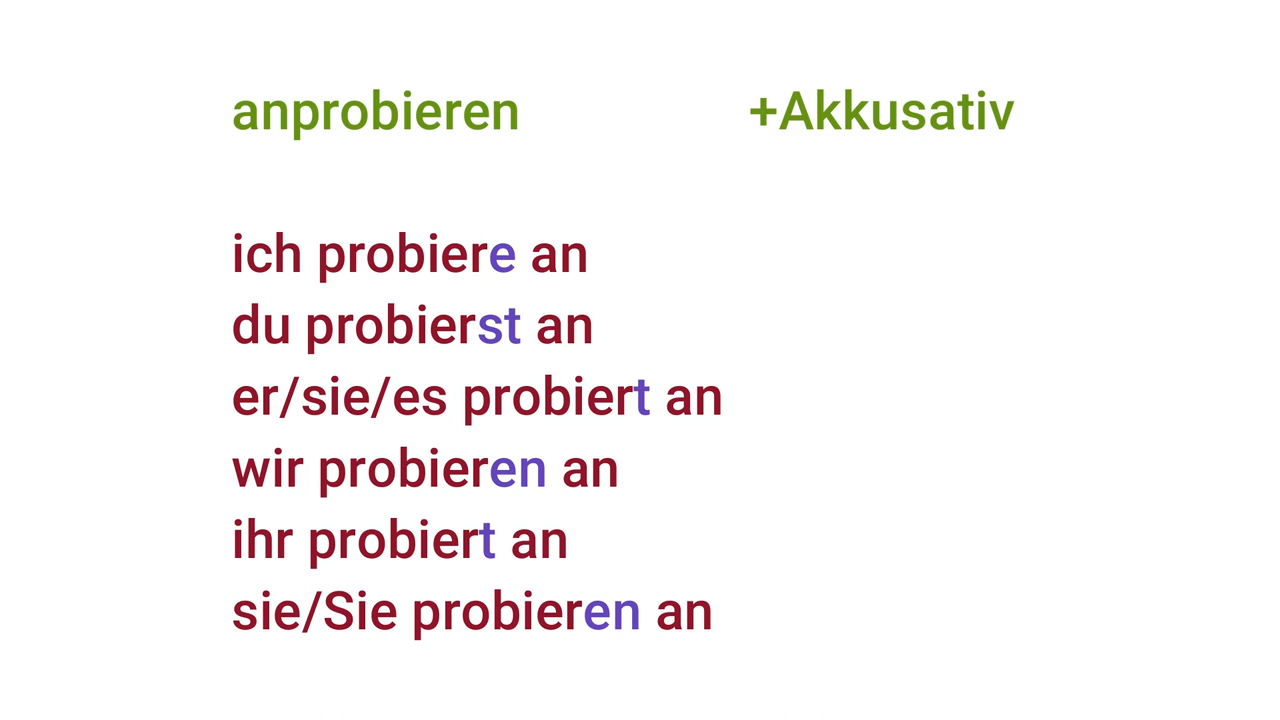 anprobieren +Akkusativ
ich probiere an
du probierst an
er/sie/es probiert an
wir probieren an
ihr probiert an
sie/Sie probieren an